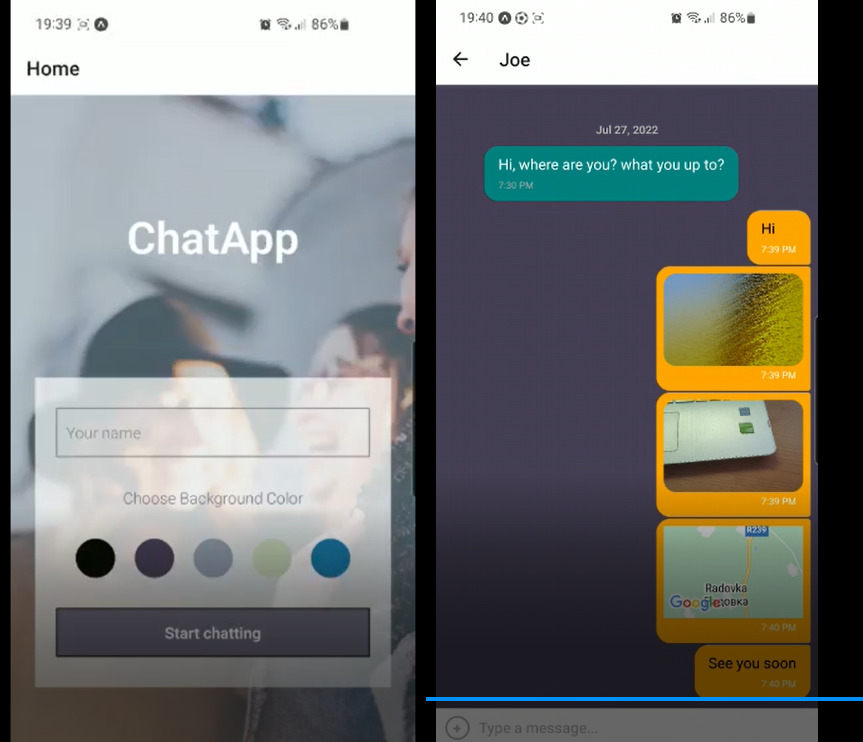 19:39
86%
Home
ChatApp
Your name
Choose Background Color
Start chatting
19:40
86%
Joe
Jul 27, 2022
Hi, where are you? what you up to?
7:30 PM
Hi
7:39 PM
7:39 PM
7:39 PM
R239
Radovka
Google
7:40 PM
See you soon
7:40 PM
Type a message...